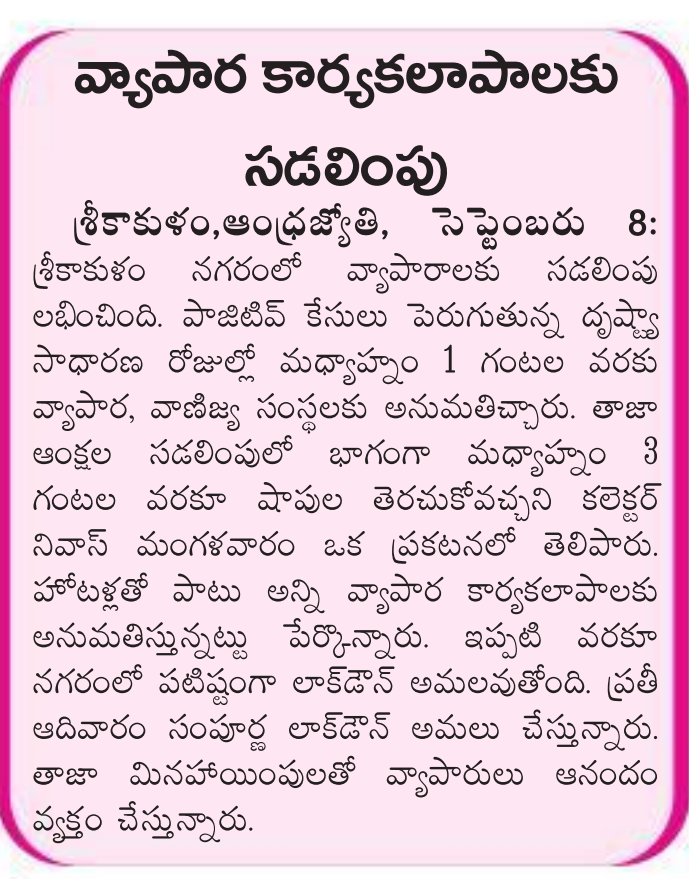 వ్యాపార కార్యకలాపాలకు
సడలింపు
శ్రీకాకుళం,ఆంధ్రజ్యోతి, సెప్టెంబరు 8:
శ్రీకాకుళం నగరంలో వ్యాపారాలకు సడలింపు
లభించింది. పాజిటివ్ కేసులు పెరుగుతున్న దృష్ట్యా
సాధారణ రోజుల్లో మధ్యాహ్నం 1 గంటల వరకు
వ్యాపార, వాణిజ్య సంస్థలకు అనుమతిచ్చారు. తాజా
ఆంక్షల సడలింపులో భాగంగా మధ్యాహ్నం 3
గంటల వరకూ షాపుల తెరచుకోవచ్చని కలెక్టర్
నివాస్ మంగళవారం ఒక ప్రకటనలో తెలిపారు.
హోటళ్లతో పాటు అన్ని వ్యాపార కార్యకలాపాలకు
అనుమతిస్తున్నట్టు పేర్కొన్నారు. ఇప్పటి వరకూ
నగరంలో పటిష్టంగా లాక్‌డౌన్ అమలవుతోంది. ప్రతీ
ఆదివారం సంపూర్ణ లాక్‌డౌన్ అమలు చేస్తున్నారు.
తాజా మినహాయింపులతో వ్యాపారులు ఆనందం
వ్యక్తం చేస్తున్నారు.